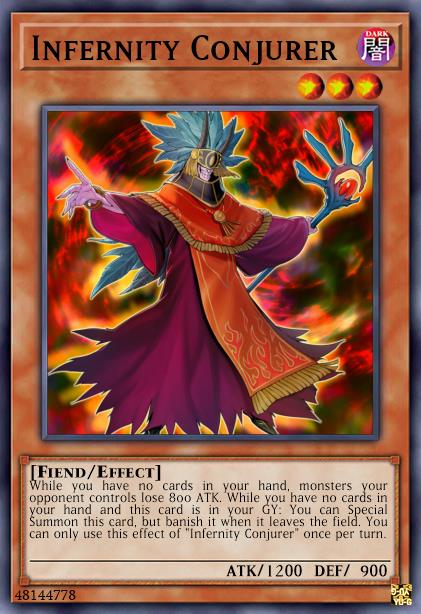 Infernity Conjurer
DARK
闇
[Fiend/Effect]
While you have no cards in your hand, monsters your
opponent controls lose 800 ATK. While you have no cards in
your hand and this card is in your GY: You can Special
Summon this card, but banish it when it leaves the field. You
can only use this effect of "Infernity Conjurer" once per turn.
ATK/1200 DEF/ 900
48144778